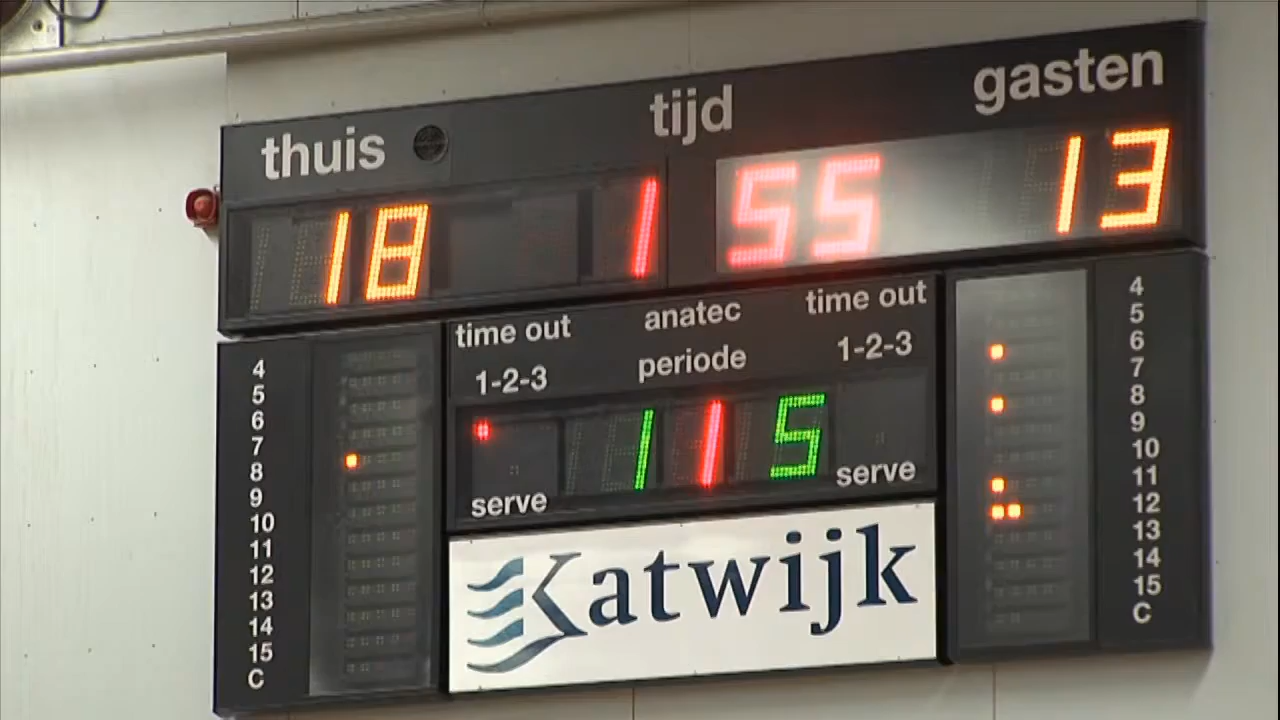 thuis tijd gasten
18 1 55 13
time out anatec time out
1-2-3 periode 1-2-3
1 1 5
serve serve
Katwijk
4
5
6
7
8
9
10
11
12
13
14
15
C
4
5
6
7
8
9
10
11
12
13
14
15
C